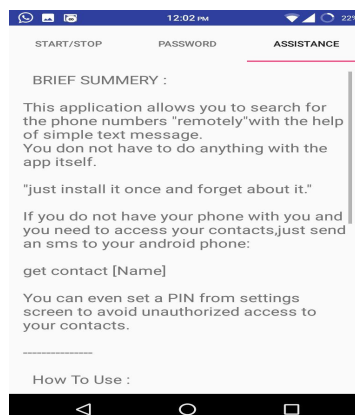 12:02 PM 22%
START/STOP PASSWORD ASSISTANCE
BRIEF SUMMERY :
This application allows you to search for
the phone numbers "remotely"with the help
of simple text message.
You don not have to do anything with the
app itself.
"just install it once and forget about it."
If you do not have your phone with you and
you need to access your contacts,just send
an sms to your android phone:
get contact [Name]
You can even set a PIN from settings
screen to avoid unauthorized access to
your contacts.
---------------
How To Use :